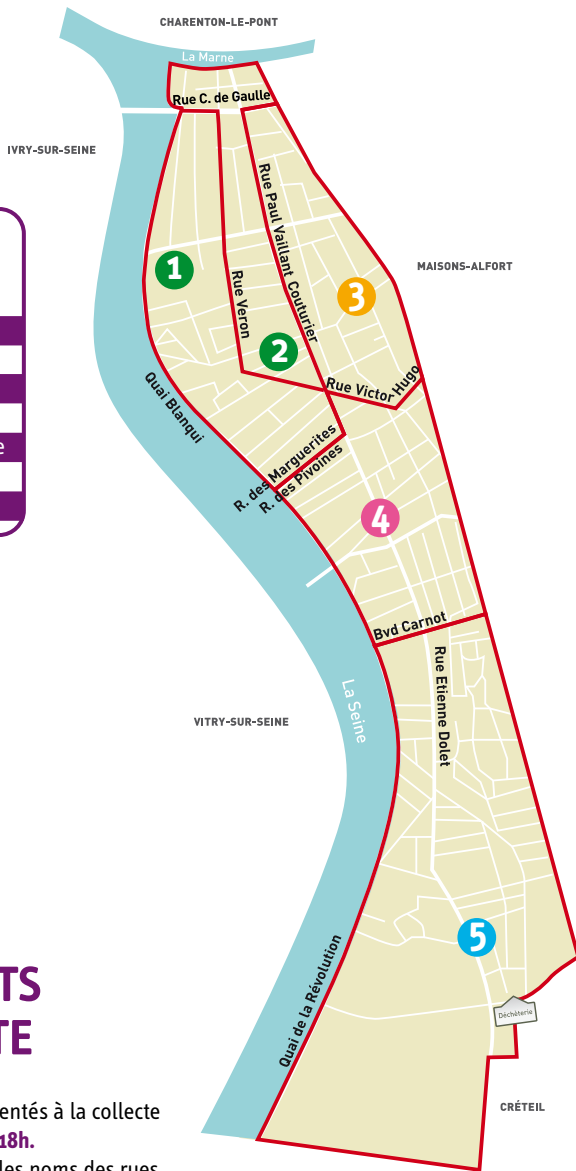 CHARENTON-LE-PONT
La Marne
Rue C. de Gaulle
IVRY-SUR-SEINE
Rue Paul Vaillant Couturier
MAISONS-ALFORT
1
3
Rue Veron
2
Rue Victor Hugo
Quai Blanqui
R. des Marguerites
R. des Pivoines
e
4
Bvd Carnot
Rue Etienne Dolet
La Seine
VITRY-SUR-SEINE
5
Quai de la Révolution
TS
TE
Déchèterie
CRÉTEIL
entés à la collecte
18h.
les noms des rues